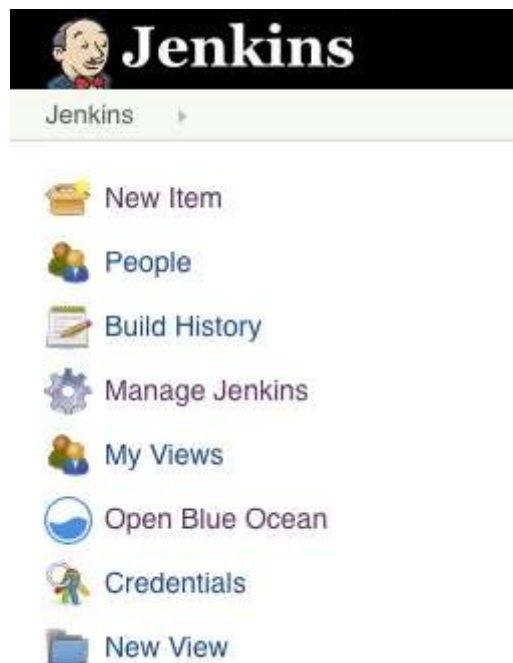 Jenkins
Jenkins
New Item
People
Build History
Manage Jenkins
My Views
Open Blue Ocean
Credentials
New View